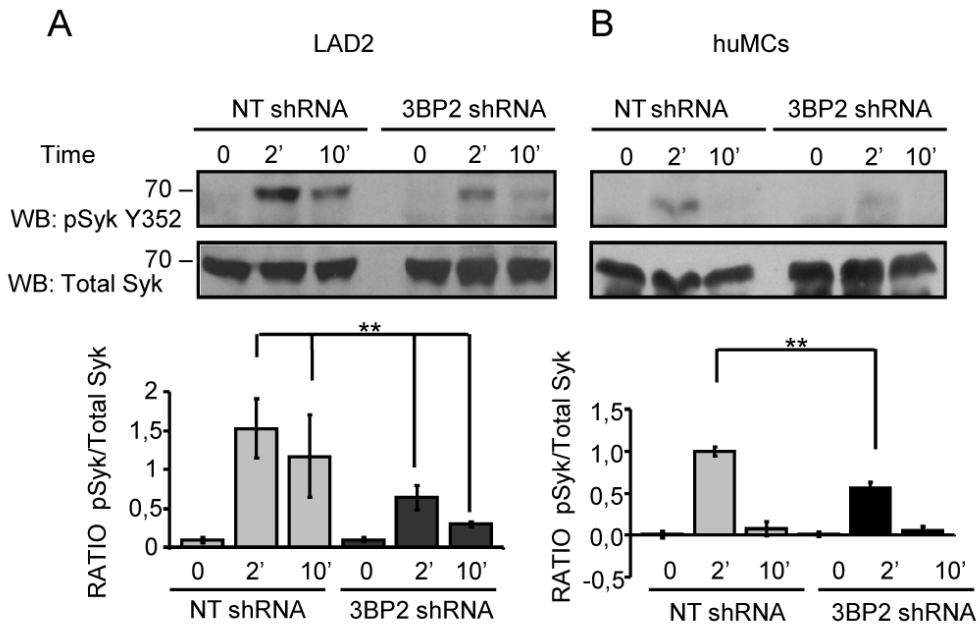 A
B
LAD2
huMCs
NT shRNA
3BP2 shRNA
NT shRNA
3BP2 shRNA
Time
0 2’ 10’
0 2’ 10’
0 2’ 10’
0 2’ 10’
70
WB: pSyk Y352
70
WB: Total Syk
**
RATIO pSyk/Total Syk
2
1,5
1
0,5
0
0 2’ 10’ 0 2’ 10’
NT shRNA
3BP2 shRNA
**
RATIO pSyk/Total Syk
1,5
1,0
0,5
0,0
-0,5
0 2’ 10’ 0 2’ 10’
NT shRNA
3BP2 shRNA